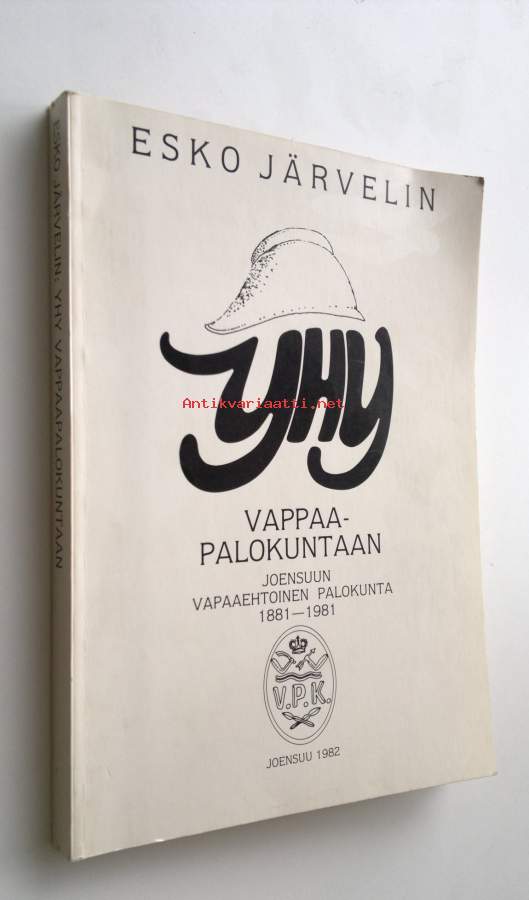 ESKO JÄRVELIN
YHY
Antikvariaatti.net
VAPPAA-
PALOKUNTAAN
JOENSUUN
VAPAAEHTOINEN PALOKUNTA
1881—1981
V.P.K.
JOENSUU 1982
ESKO JÄRVELIN: YHY VAPPAAPALOKUNTAAN